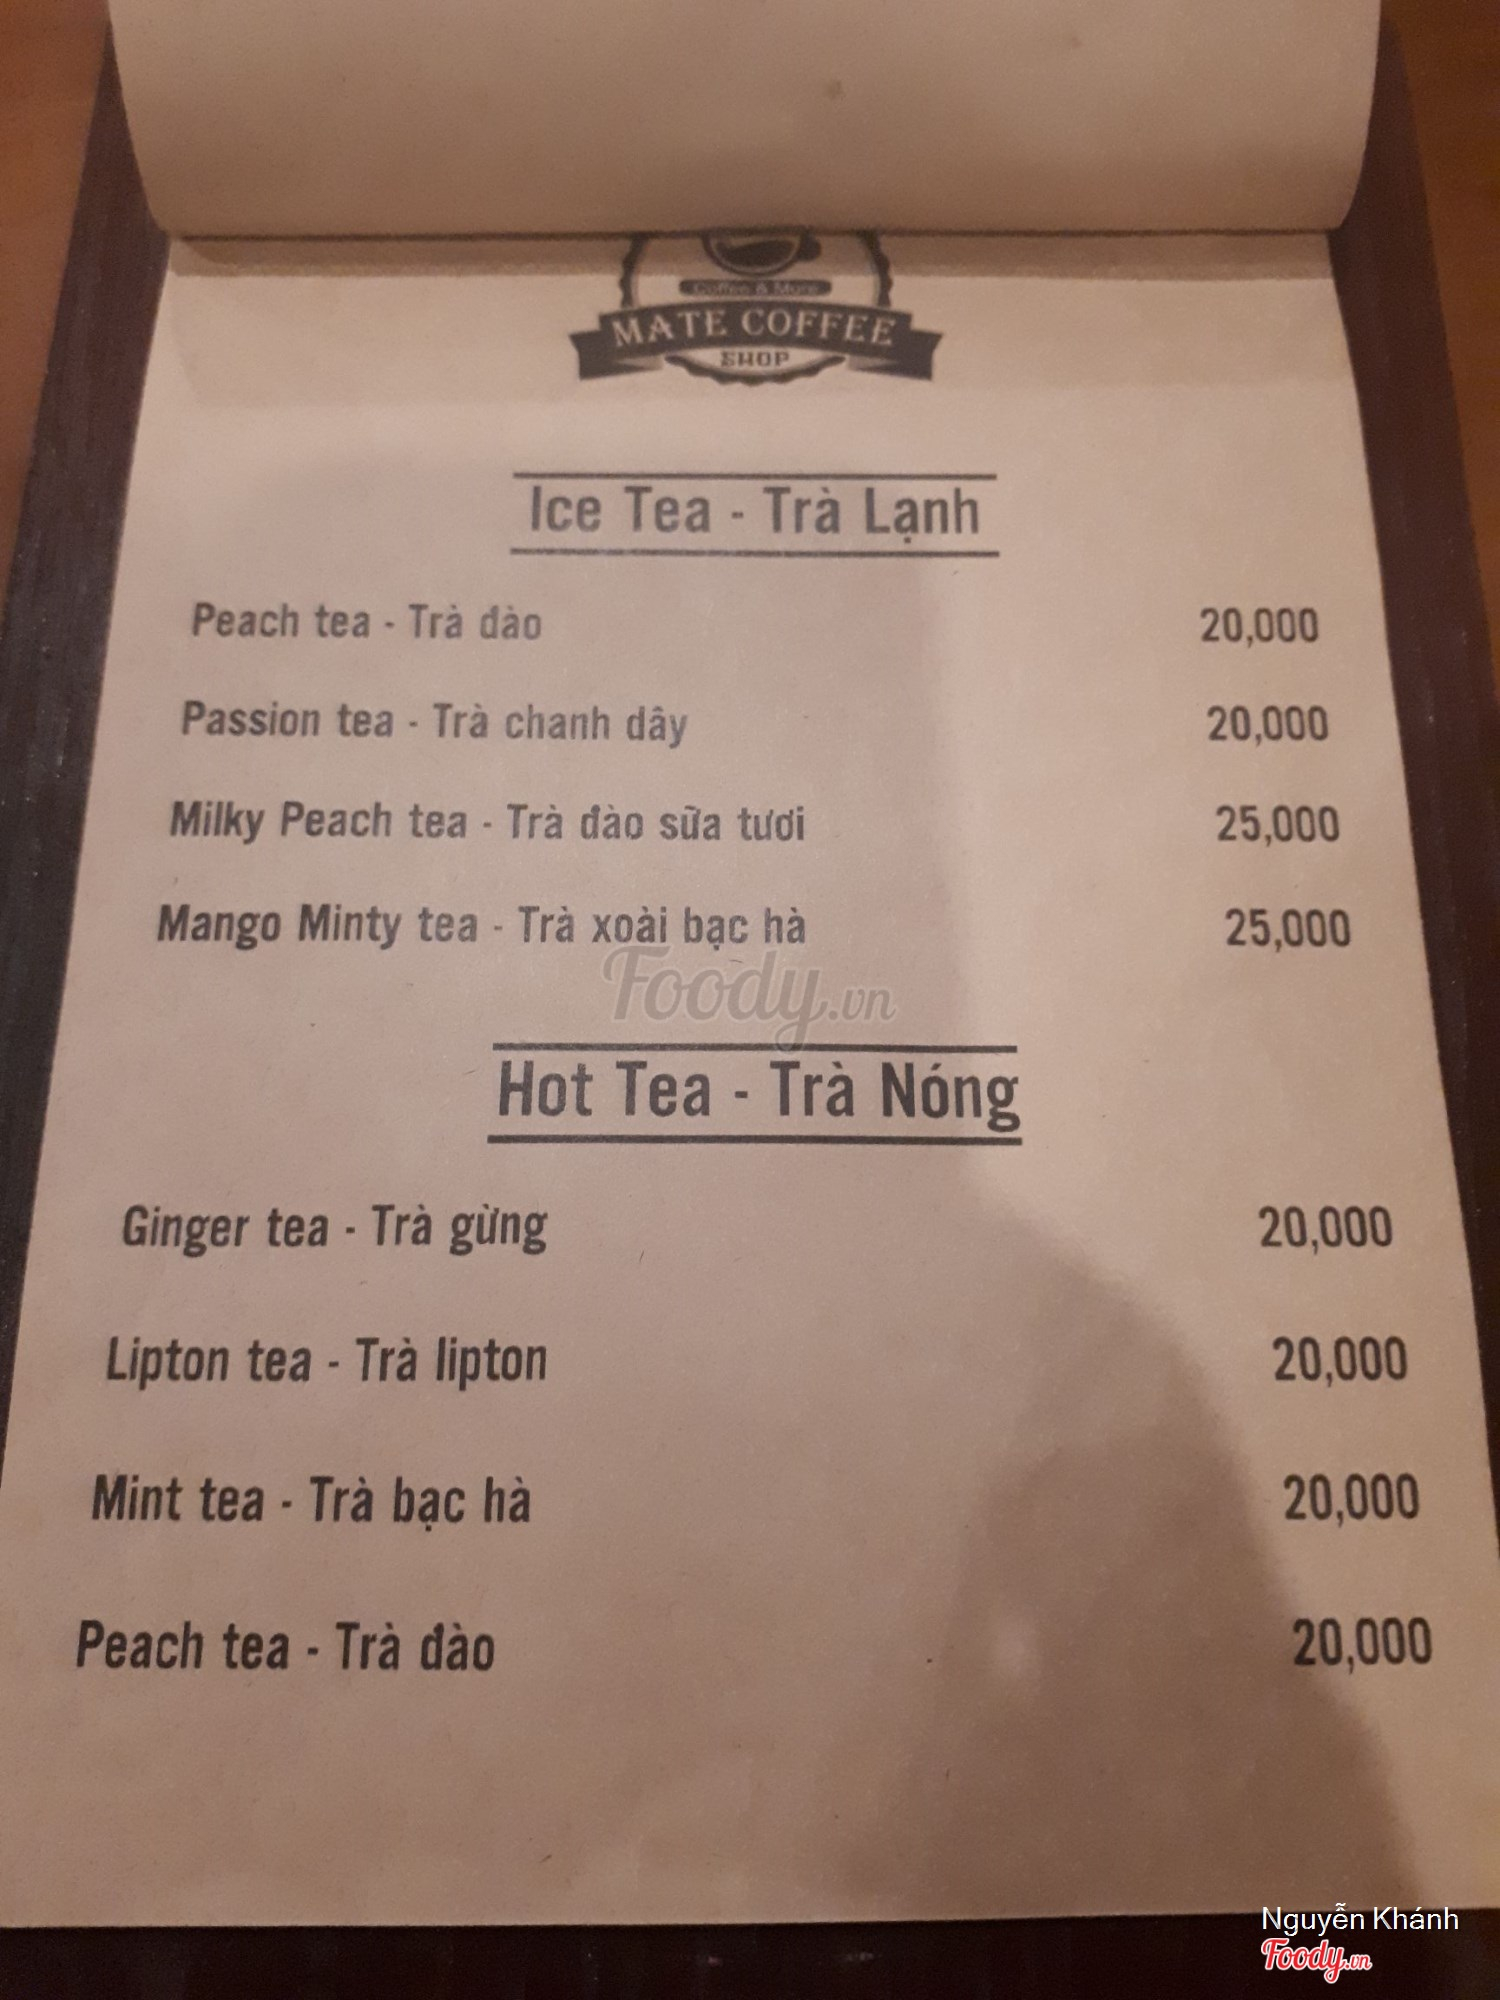 Coffee & More
MATE COFFEE
SHOP
Ice Tea - Trà Lạnh
Peach tea - Trà đào 20,000
Passion tea - Trà chanh dây 20,000
Milky Peach tea - Trà đào sữa tươi 25,000
Mango Minty tea - Trà xoài bạc hà 25,000
Foody.vn
Hot Tea - Trà Nóng
Ginger tea - Trà gừng 20,000
Lipton tea - Trà lipton 20,000
Mint tea - Trà bạc hà 20,000
Peach tea - Trà đào 20,000
Nguyễn Khánh
Foody.vn